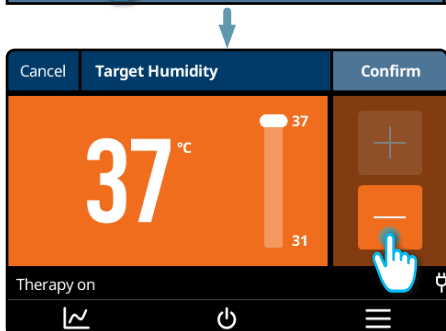 Cancel
Target Humidity
Confirm
37 °C
37
31
Therapy on